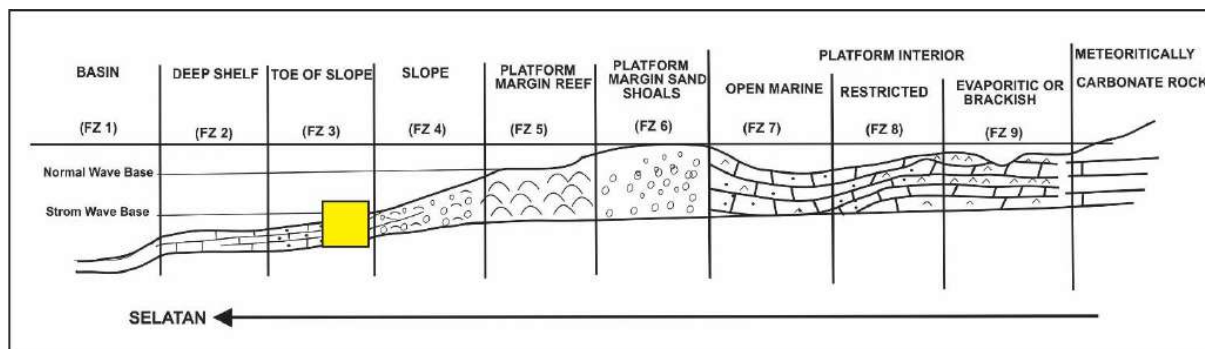 BASIN
(FZ 1)
DEEP SHELF
(FZ 2)
TOE OF SLOPE
(FZ 3)
SLOPE
(FZ 4)
PLATFORM
MARGIN REEF
(FZ 5)
PLATFORM
MARGIN SAND
SHOALS
(FZ 6)
PLATFORM INTERIOR
OPEN MARINE
(FZ 7)
RESTRICTED
(FZ 8)
EVAPORITIC OR
BRACKISH
(FZ 9)
METEORITICALLY
CARBONATE ROCK
Normal Wave Base
Strom Wave Base
SELATAN